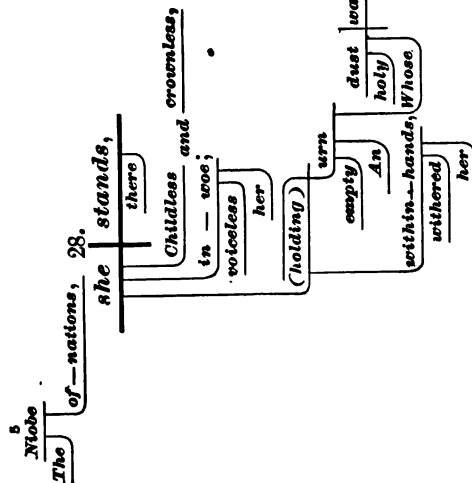 5
Niobe
The
of—nations,
28.
she stands,
there
Childless and crownless,
in — woe;
voiceless
her
(holding)
urn
empty
An
within—hands,
withered
her
dust wa
holy
Whose